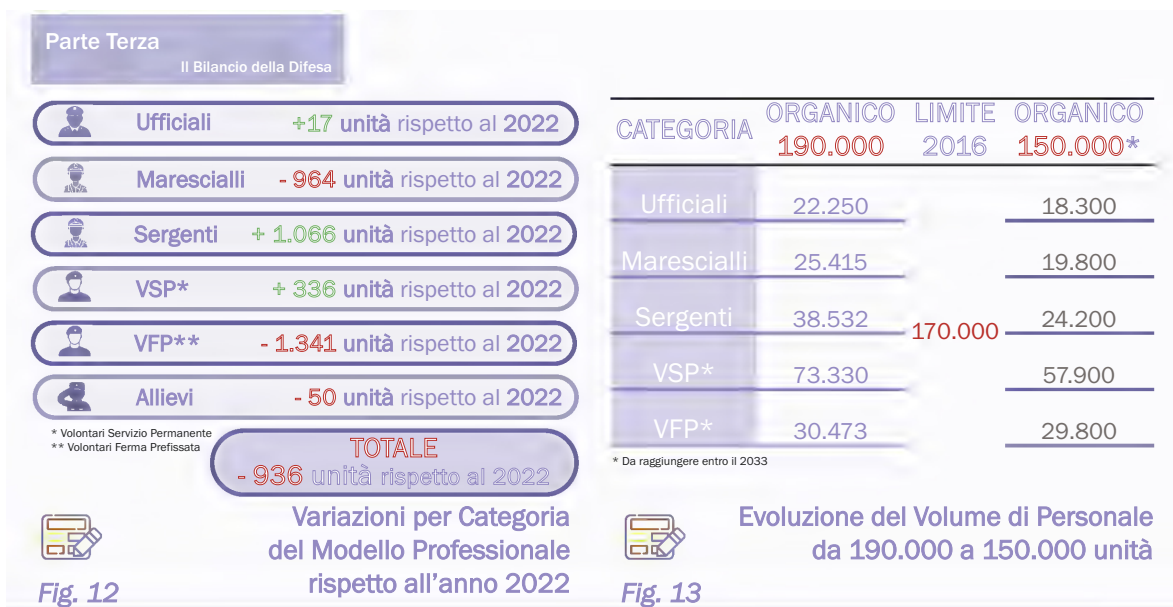 Parte Terza
Il Bilancio della Difesa
Ufficiali +17 unità rispetto al 2022
Marescialli - 964 unità rispetto al 2022
Sergenti + 1.066 unità rispetto al 2022
VSP* + 336 unità rispetto al 2022
VFP** - 1.341 unità rispetto al 2022
Allievi - 50 unità rispetto al 2022
* Volontari Servizio Permanente
** Volontari Ferma Prefissata
TOTALE
- 936 unità rispetto al 2022
Variazioni per Categoria
del Modello Professionale
rispetto all'anno 2022
Fig. 12
CATEGORIA ORGANICO 190.000 LIMITE 2016 ORGANICO 150.000*
Ufficiali 22.250 18.300
Marescialli 25.415 19.800
Sergenti 38.532 170.000 24.200
VSP* 73.330 57.900
VFP* 30.473 29.800
* Da raggiungere entro il 2033
Evoluzione del Volume di Personale
da 190.000 a 150.000 unità
Fig. 13